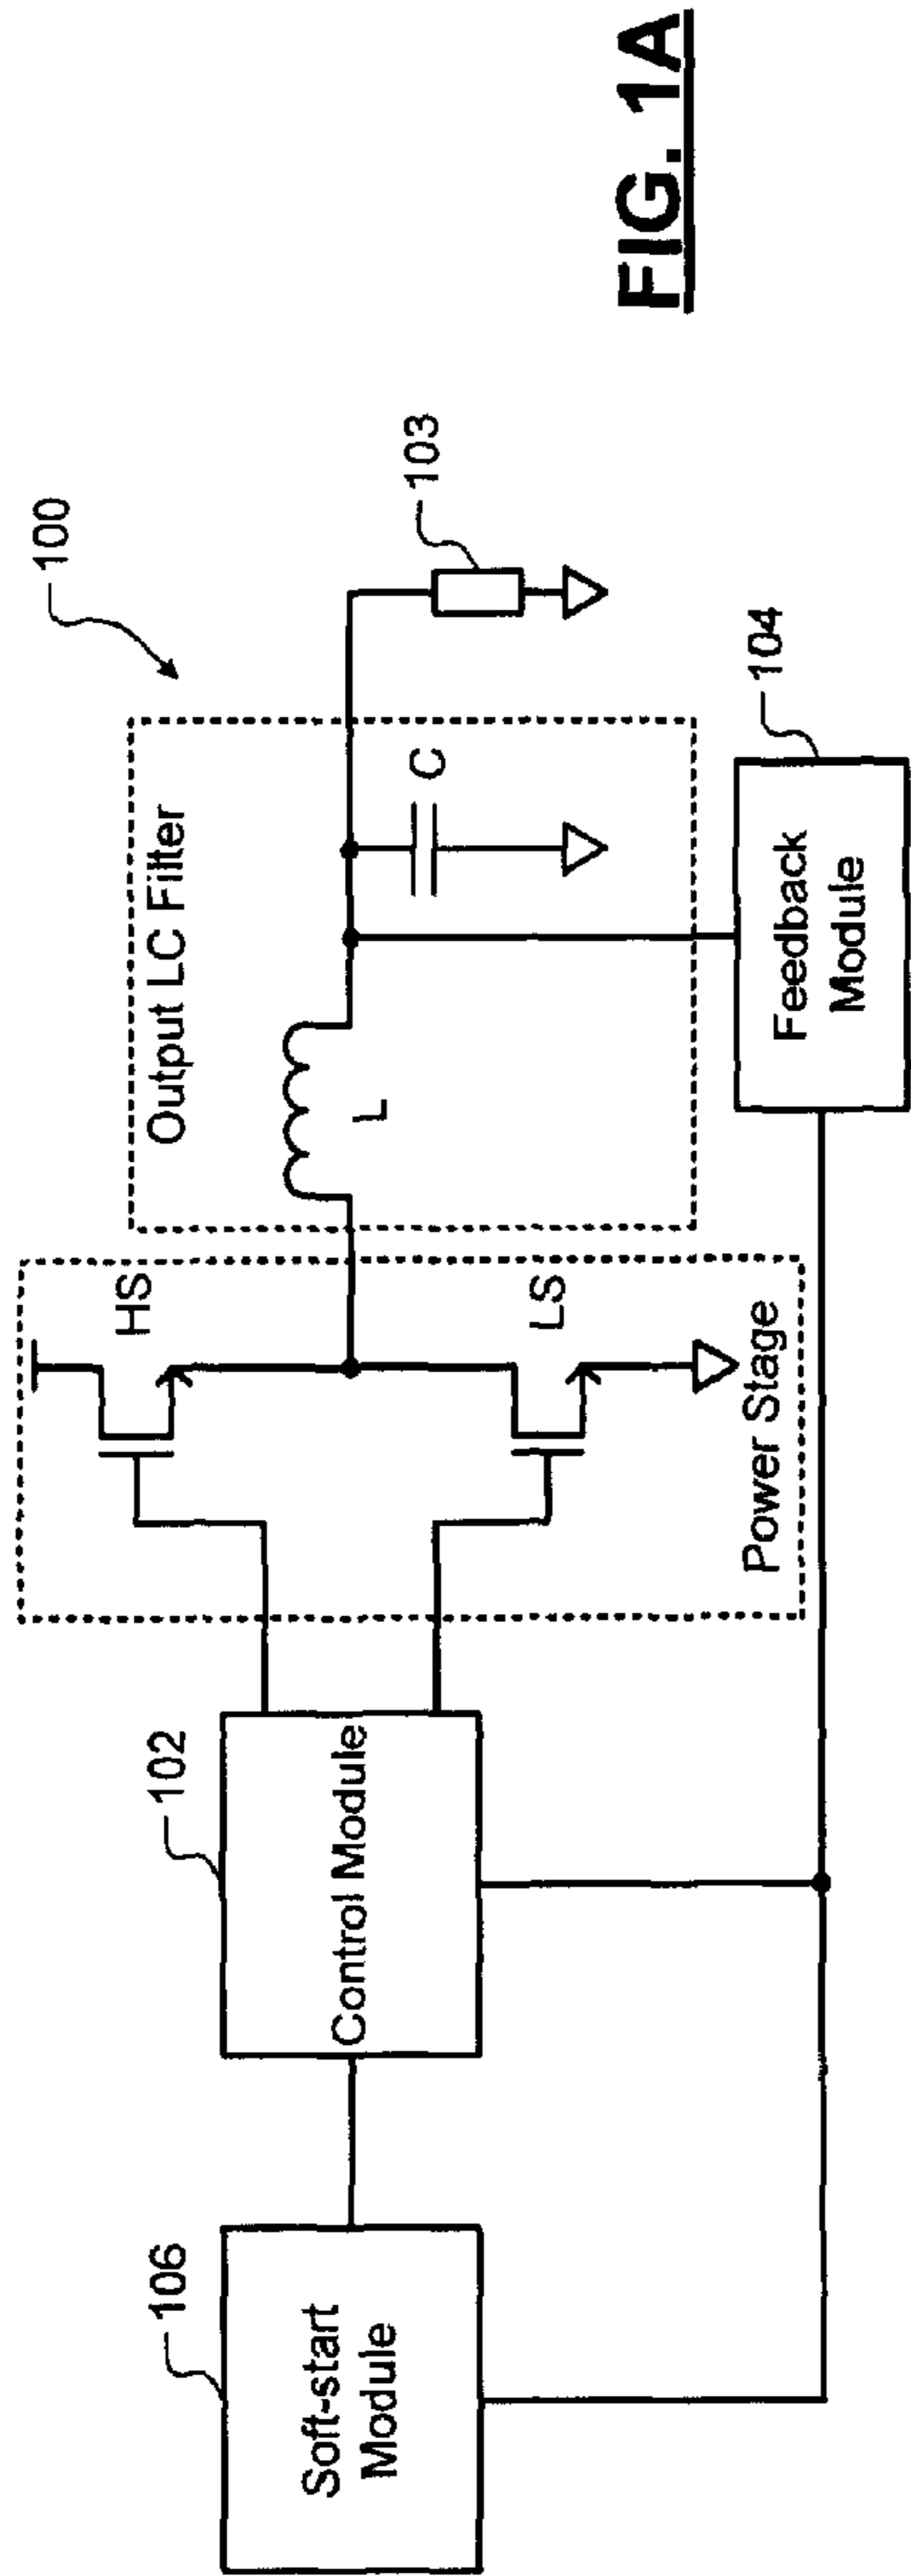 100
Output LC Filter
HS
L
C
103
LS
Power Stage
102
Control Module
106
Soft-start
Module
Feedback
Module
104
FIG. 1A